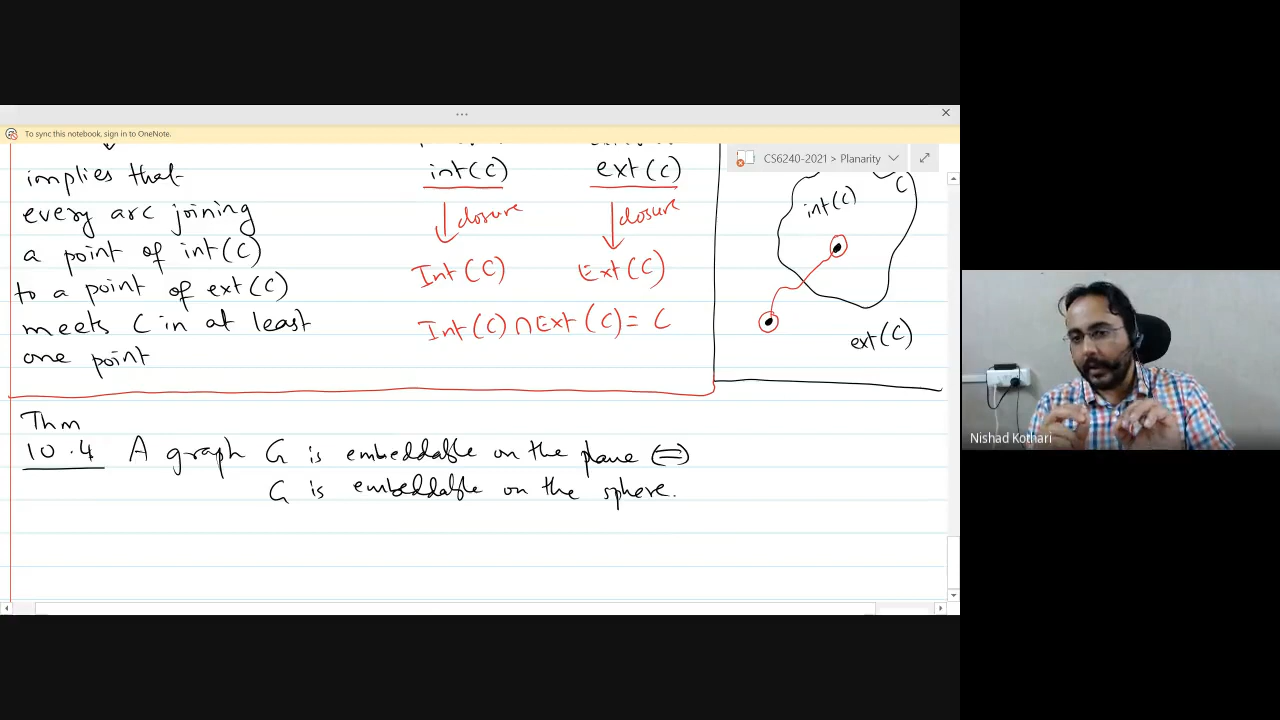 To sync this notebook, sign in to OneNote.
CS6240-2021 > Planarity
implies that
every arc joining
a point of int(C)
to a point of ext(C)
meets C in at least
one point
int(C) ext(C)
closure closure
Int(C) Ext(C)
Int(C) ∩ Ext(C) = C
int(C) C
ext(C)
Thm
10.4 A graph G is embeddable on the plane ⇔
G is embeddable on the sphere.
Nishad Kothari